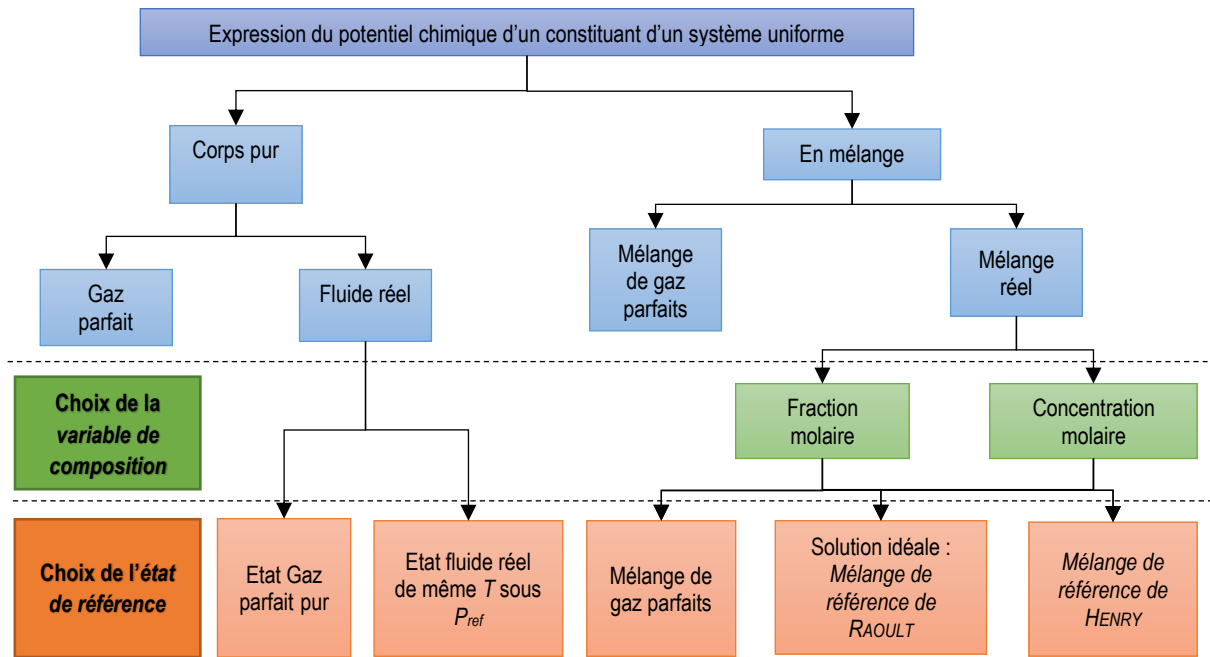 Expression du potentiel chimique d'un constituant d'un système uniforme
Corps pur
En mélange
Gaz
parfait
Fluide réel
Mélange
de gaz
parfaits
Mélange
réel
Choix de la
variable de
composition
Fraction
molaire
Concentration
molaire
Choix de l'état
de référence
Etat Gaz
parfait pur
Etat fluide réel
de même T sous
Pref
Mélange de
gaz parfaits
Solution idéale :
Mélange de
référence de
RAOULT
Mélange de
référence de
HENRY